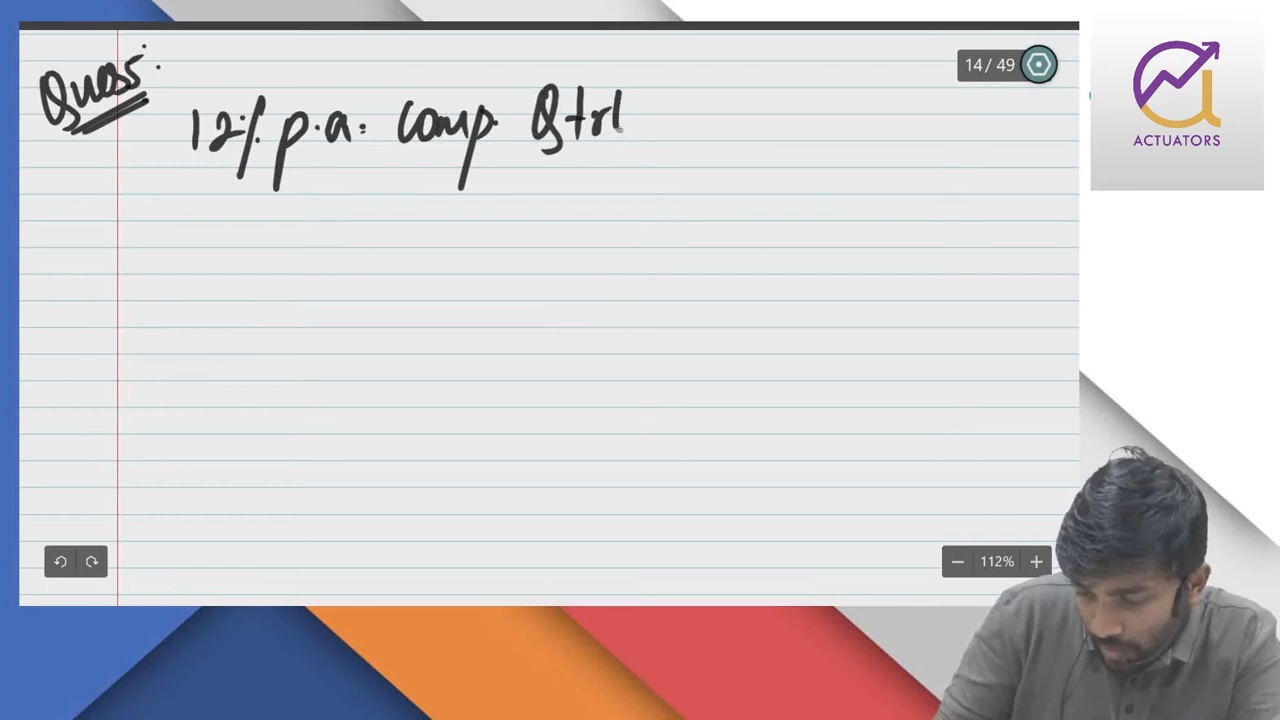 Ques:
12% p.a. comp. Qtrl
14 / 49
ACTUATORS
112%